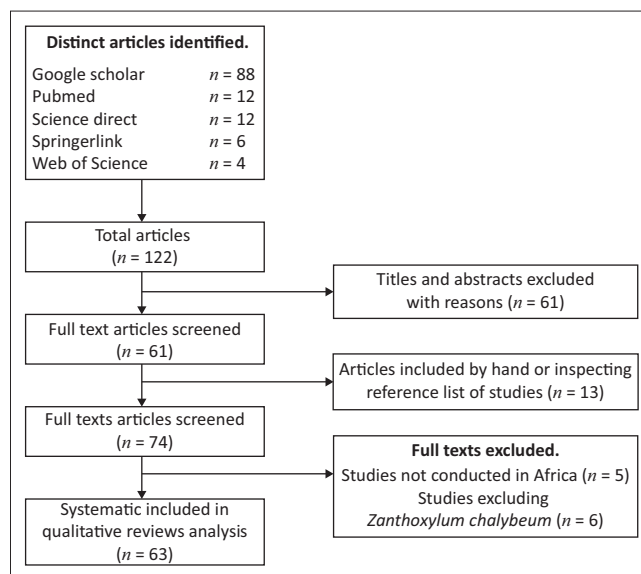 Distinct articles identified.
Google scholar n = 88
Pubmed n = 12
Science direct n = 12
Springerlink n = 6
Web of Science n = 4
Total articles
(n = 122)
Titles and abstracts excluded
with reasons (n = 61)
Full text articles screened
(n = 61)
Articles included by hand or inspecting
reference list of studies (n = 13)
Full texts articles screened
(n = 74)
Full texts excluded.
Studies not conducted in Africa (n = 5)
Studies excluding
Zanthoxylum chalybeum (n = 6)
Systematic included in
qualitative reviews analysis
(n = 63)